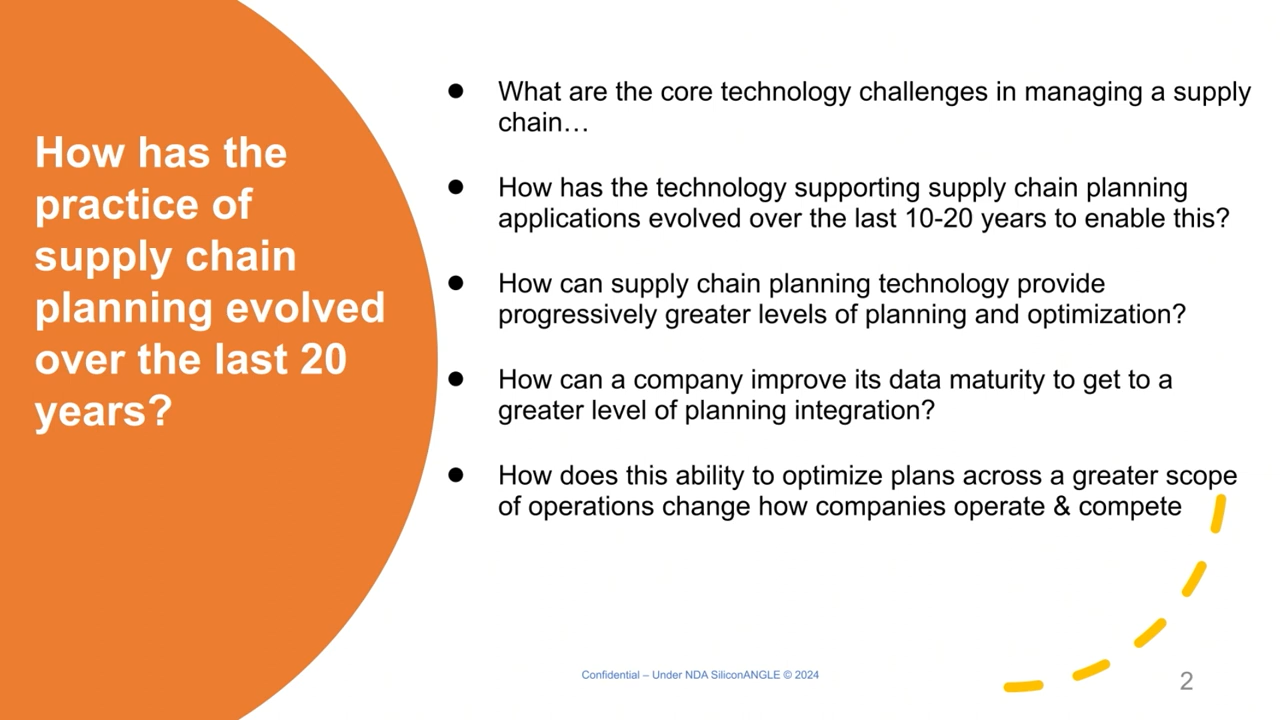 How has the
practice of
supply chain
planning evolved
over the last 20
years?
● What are the core technology challenges in managing a supply
chain…
● How has the technology supporting supply chain planning
applications evolved over the last 10-20 years to enable this?
● How can supply chain planning technology provide
progressively greater levels of planning and optimization?
● How can a company improve its data maturity to get to a
greater level of planning integration?
● How does this ability to optimize plans across a greater scope
of operations change how companies operate & compete
Confidential – Under NDA SiliconANGLE © 2024
2